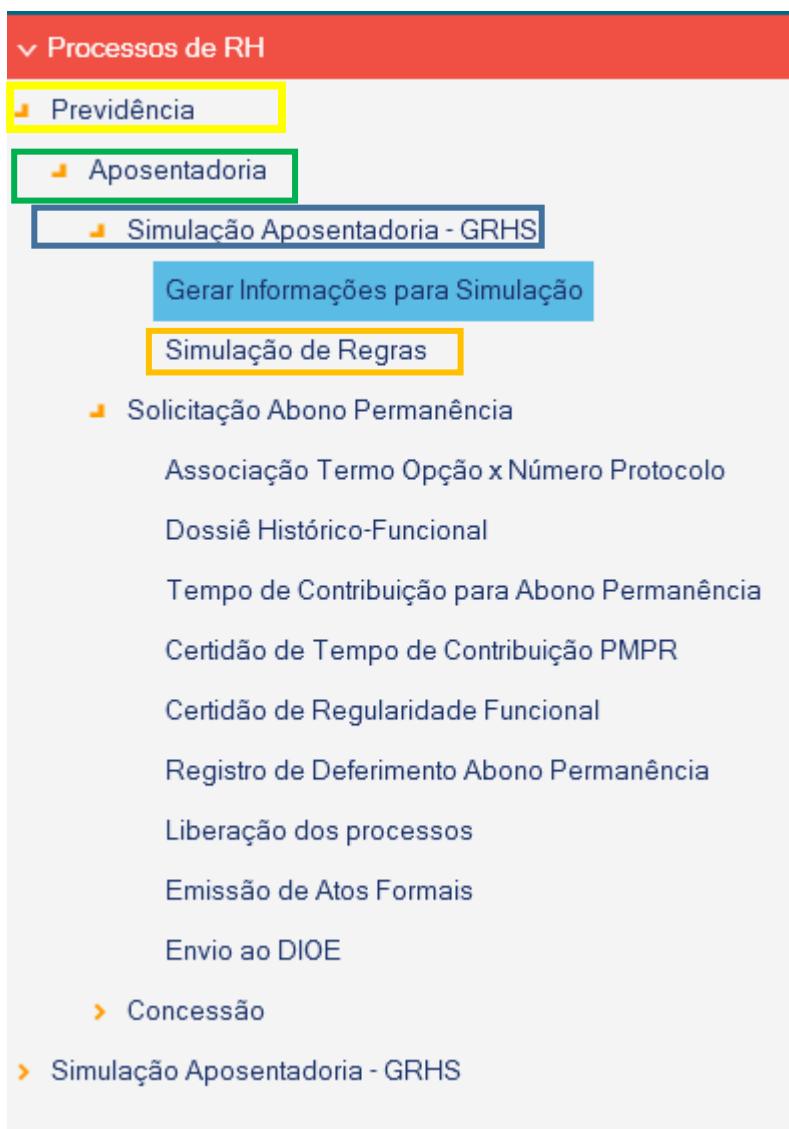 Processos de RH
Previdência
Aposentadoria
Simulação Aposentadoria - GRHS
Gerar Informações para Simulação
Simulação de Regras
Solicitação Abono Permanência
Associação Termo Opção x Número Protocolo
Dossiê Histórico-Funcional
Tempo de Contribuição para Abono Permanência
Certidão de Tempo de Contribuição PMPR
Certidão de Regularidade Funcional
Registro de Deferimento Abono Permanência
Liberação dos processos
Emissão de Atos Formais
Envio ao DIOE
Concessão
Simulação Aposentadoria - GRHS